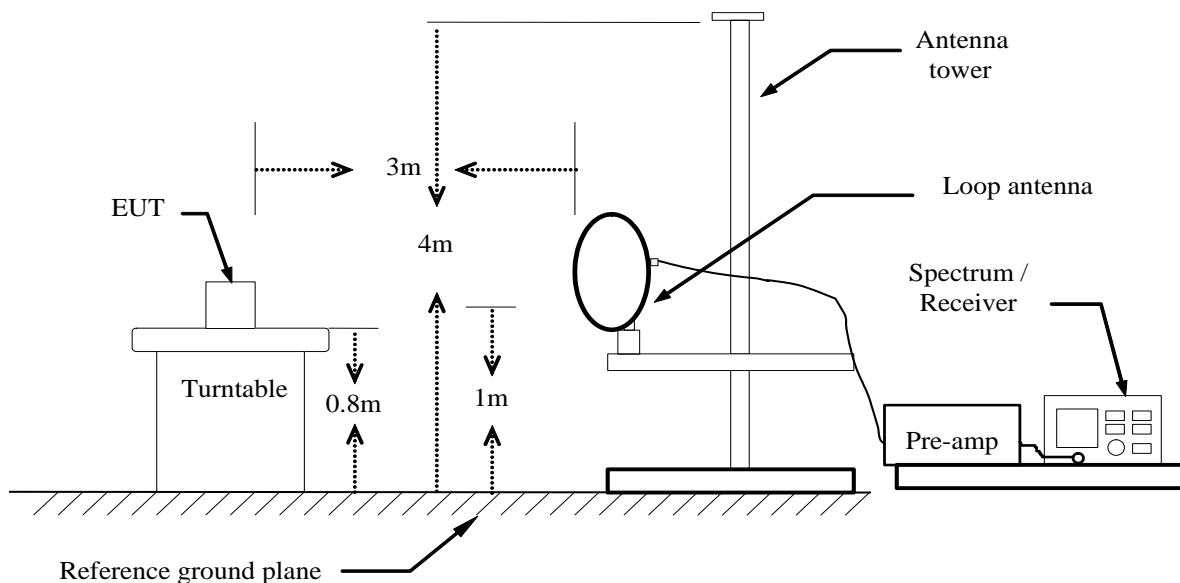 Antenna
tower
3m
Loop antenna
EUT
4m
Spectrum /
Receiver
Turntable
0.8m
1m
Pre-amp
Reference ground plane